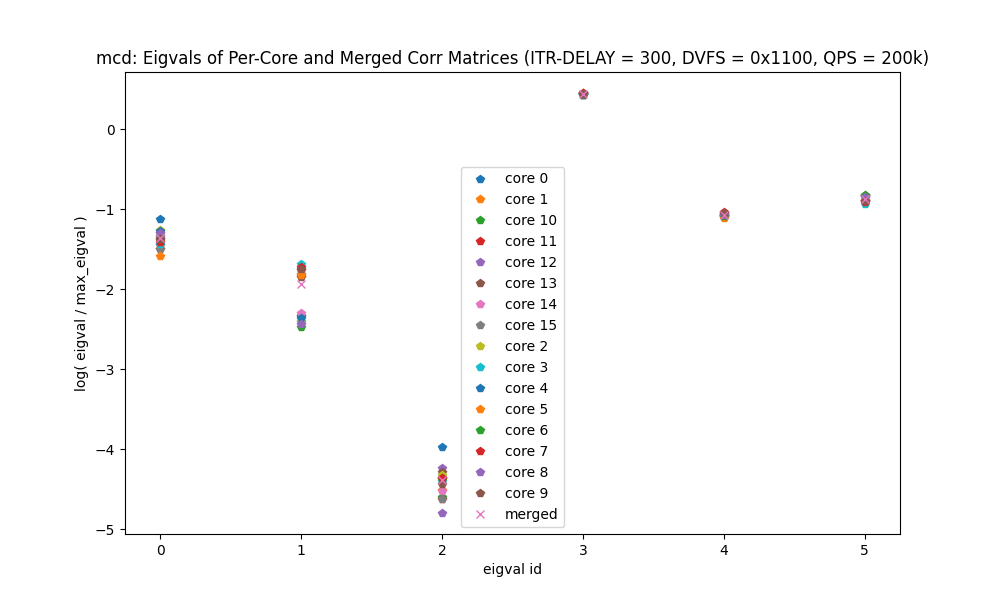 mcd: Eigvals of Per-Core and Merged Corr Matrices (ITR-DELAY = 300, DVFS = 0x1100, QPS = 200k)
log( eigval / max_eigval )
0
−1
−2
−3
−4
−5
core 0
core 1
core 10
core 11
core 12
core 13
core 14
core 15
core 2
core 3
core 4
core 5
core 6
core 7
core 8
core 9
merged
0 1 2 3 4 5
eigval id